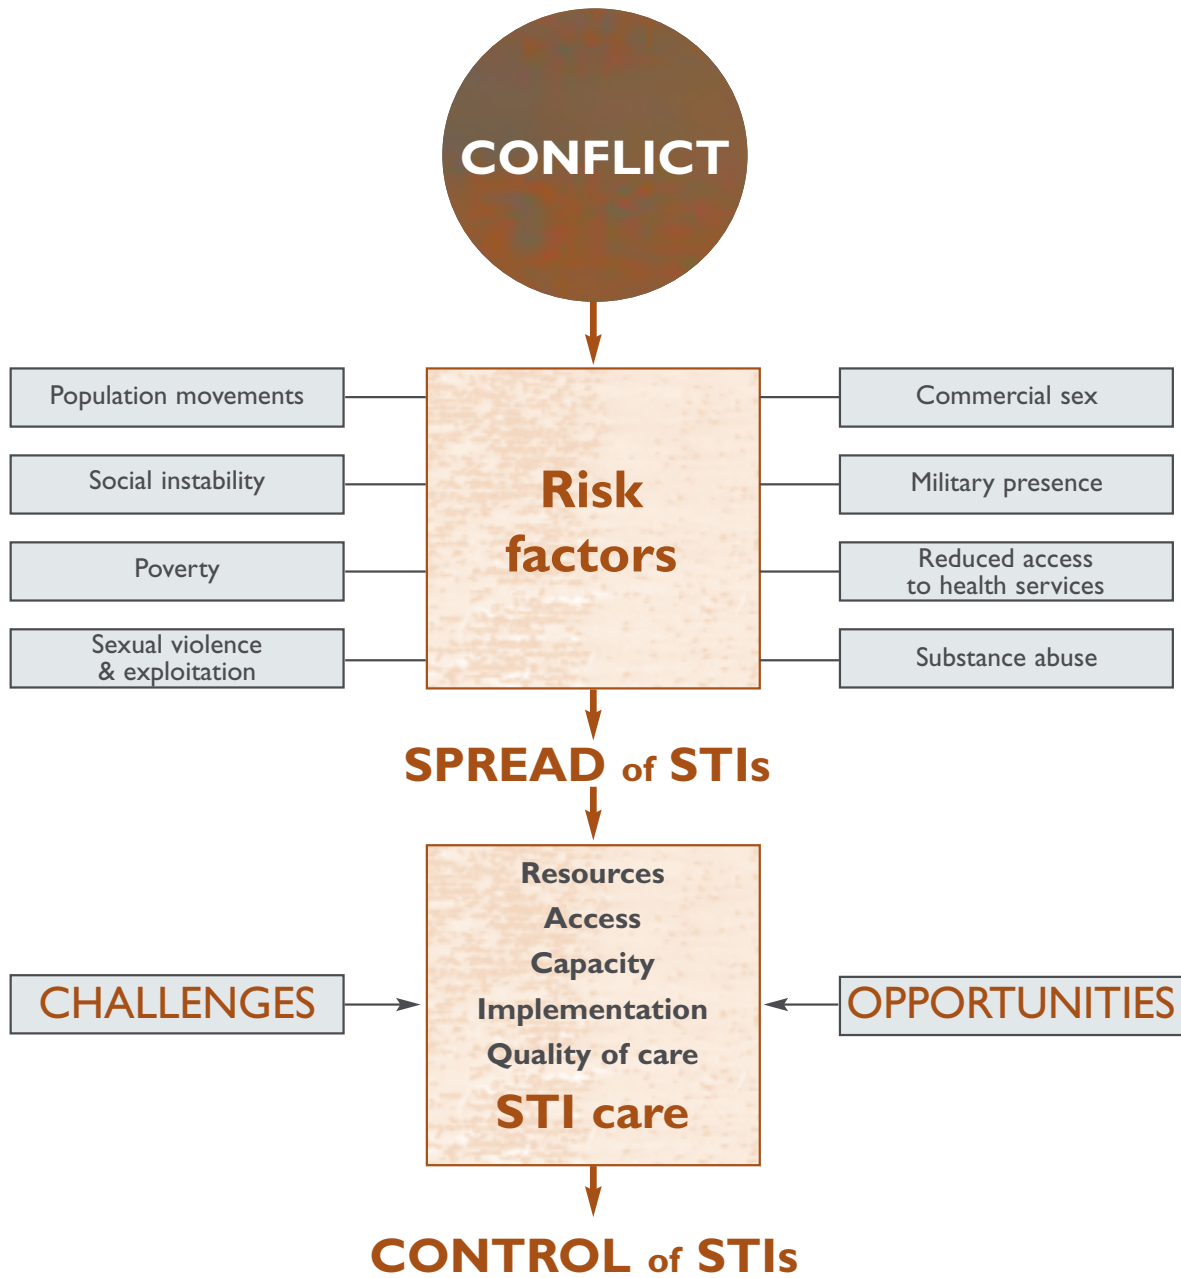 CONFLICT
Population movements
Social instability
Poverty
Sexual violence
& exploitation
Risk
factors
Commercial sex
Military presence
Reduced access
to health services
Substance abuse
SPREAD of STIs
CHALLENGES
Resources
Access
Capacity
Implementation
Quality of care
STI care
OPPORTUNITIES
CONTROL of STIs